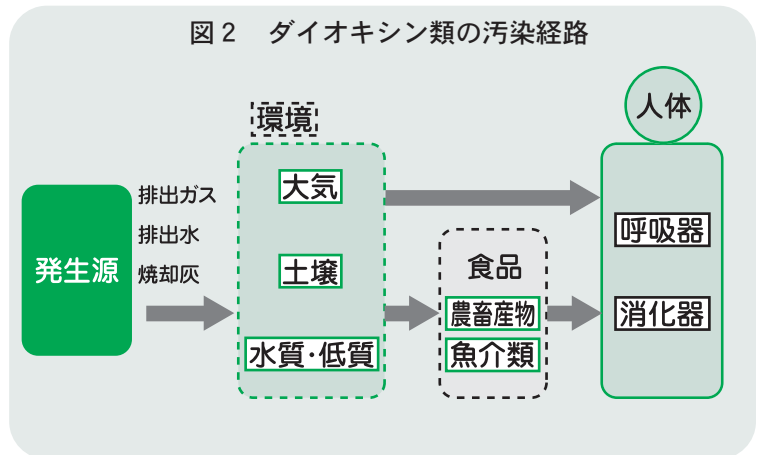 図2 ダイオキシン類の汚染経路
人体
環境
大気
排出ガス
排出水
焼却灰
発生源
土壌
水質・低質
食品
農畜産物
魚介類
呼吸器
消化器